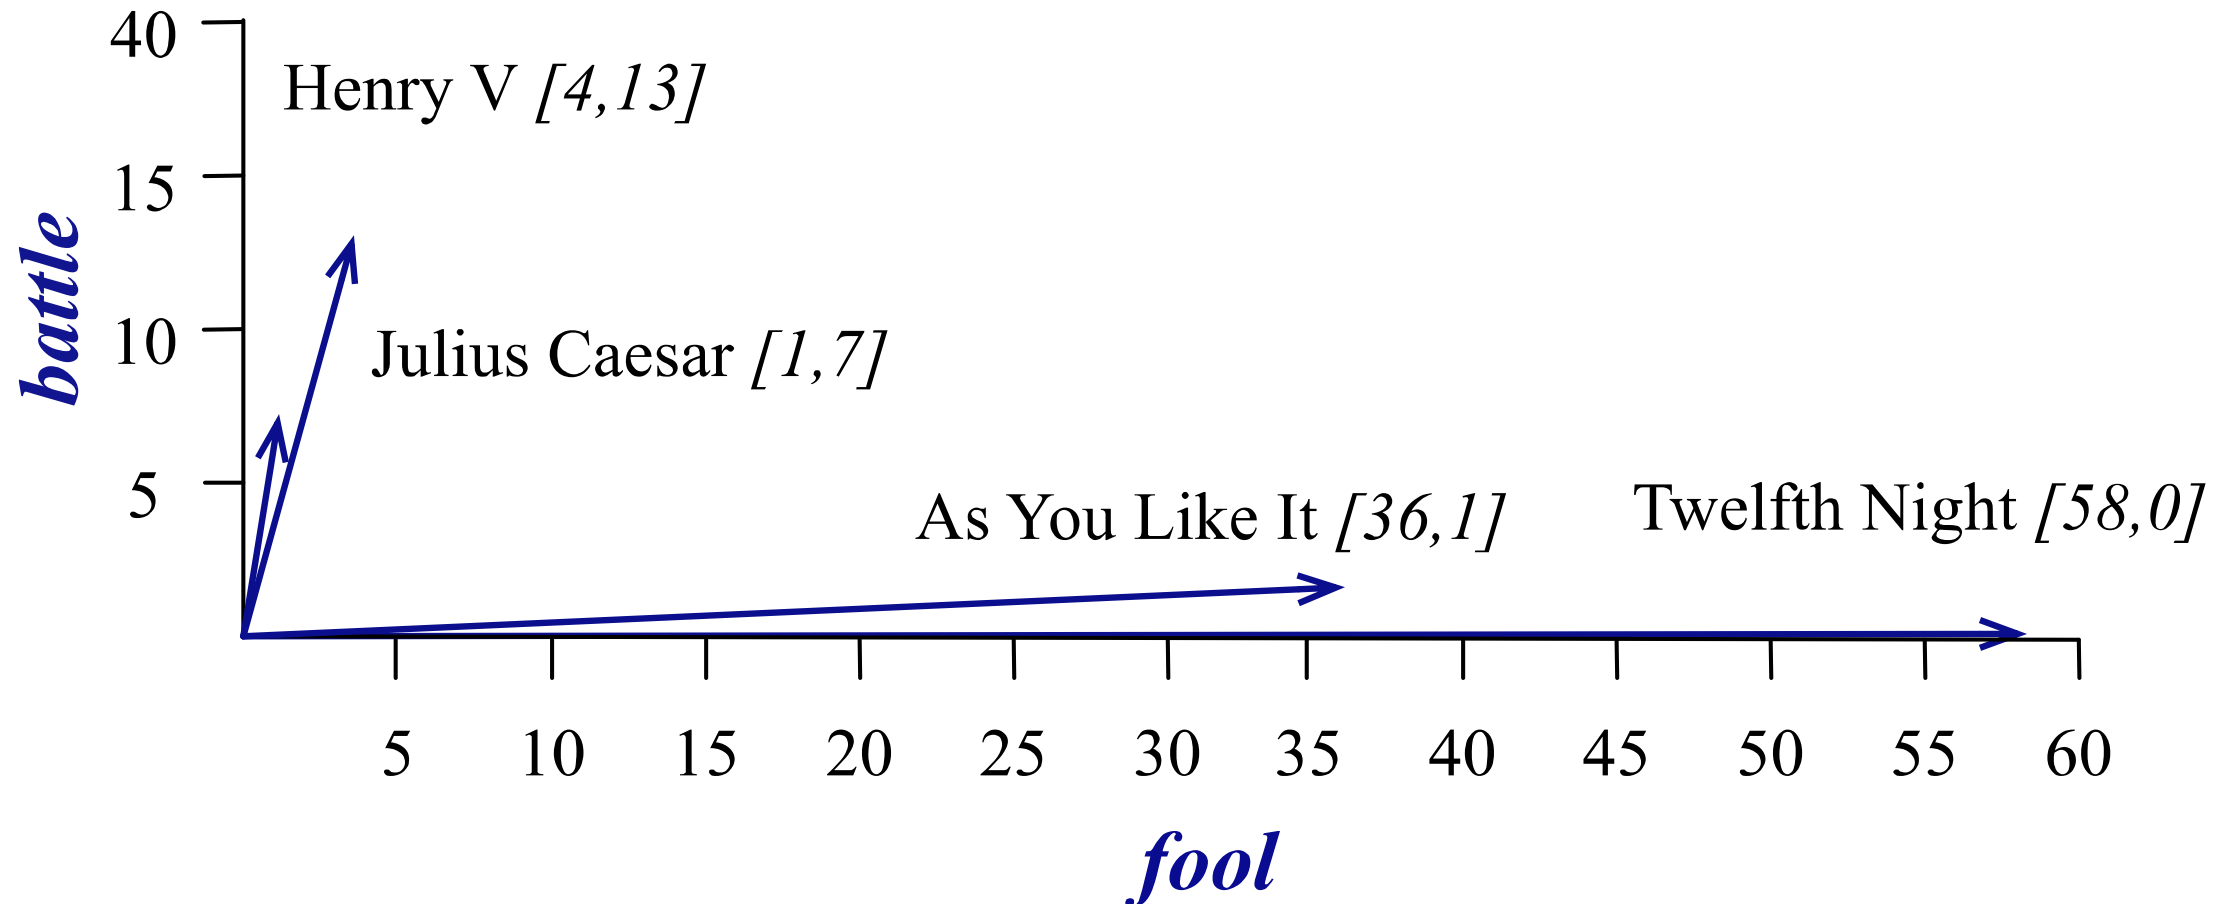 40
Henry V [4,13]
15
battle
10
Julius Caesar [1,7]
5
As You Like It [36,1]
Twelfth Night [58,0]
5 10 15 20 25 30 35 40 45 50 55 60
fool